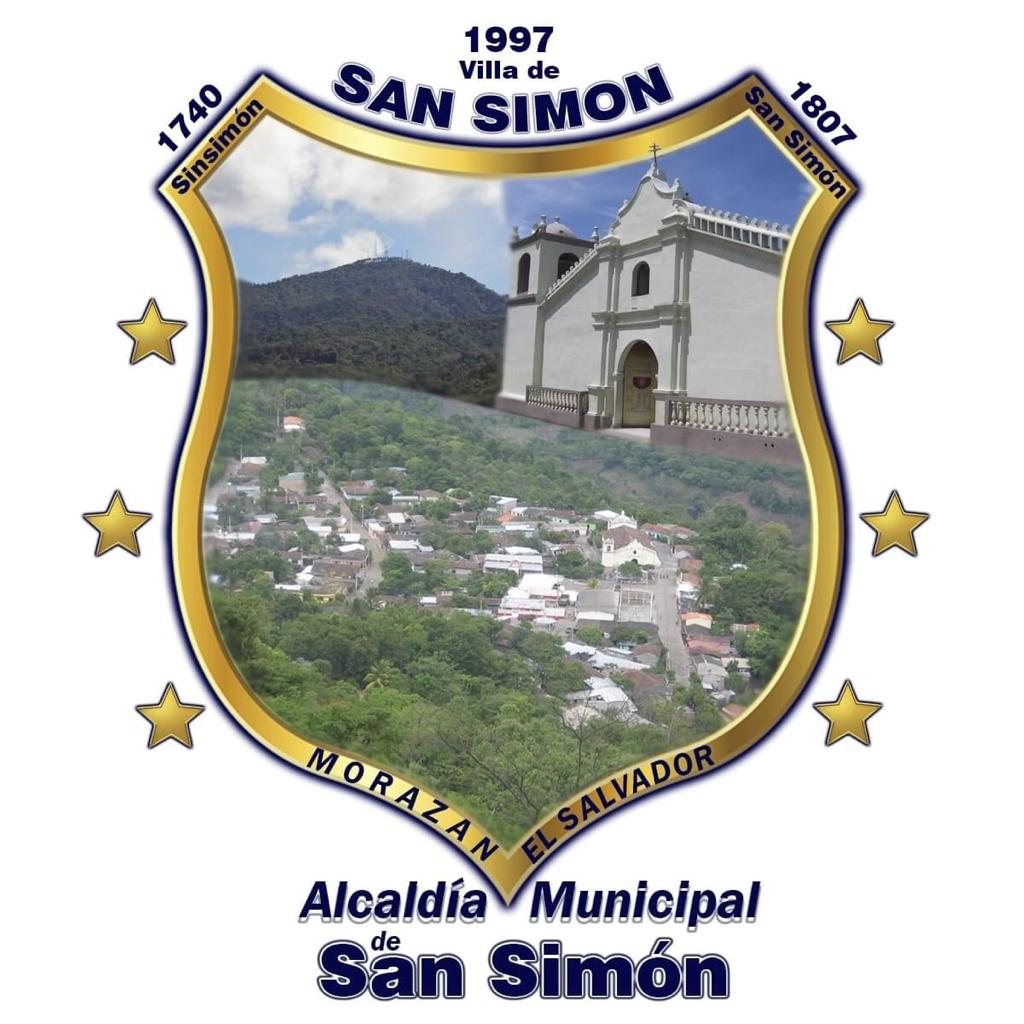 1997
Villa de
SAN SIMON
1740
Sinsimón
1807
San Simón
MORAZAN
EL SALVADOR
Alcaldía Municipal
de
San Simón